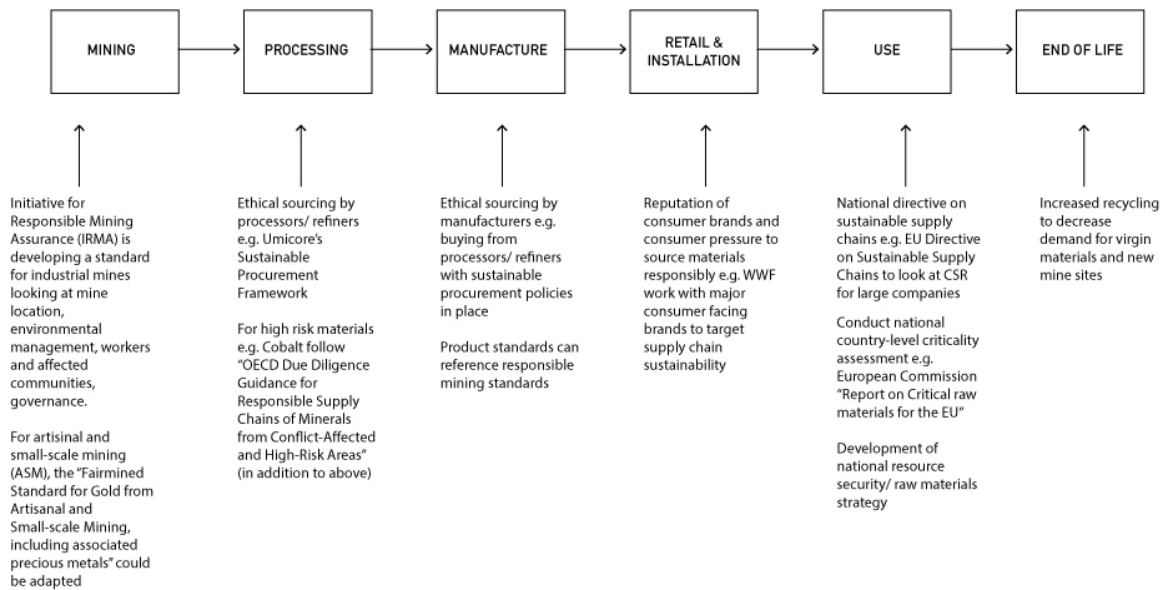 MINING
PROCESSING
MANUFACTURE
RETAIL &
INSTALLATION
USE
END OF LIFE
Initiative for
Responsible Mining
Assurance (IRMA) is
developing a standard
for industrial mines
looking at mine
location,
environmental
management, workers
and affected
communities,
governance.
For artisinal and
small-scale mining
(ASM), the "Fairmined
Standard for Gold from
Artisanal and
Small-scale Mining,
including associated
precious metals" could
be adapted
Ethical sourcing by
processors/ refiners
e.g. Umicore's
Sustainable
Procurement
Framework
For high risk materials
e.g. Cobalt follow
"OECD Due Diligence
Guidance for
Responsible Supply
Chains of Minerals
from Conflict-Affected
and High-Risk Areas"
(in addition to above)
Ethical sourcing by
manufacturers e.g.
buying from
processors/ refiners
with sustainable
procurement policies
in place
Product standards can
reference responsible
mining standards
Reputation of
consumer brands and
consumer pressure to
source materials
responsibly e.g. WWF
work with major
consumer facing
brands to target
supply chain
sustainability
National directive on
sustainable supply
chains e.g. EU Directive
on Sustainable Supply
Chains to look at CSR
for large companies
Conduct national
country-level criticality
assessment e.g.
European Commission
"Report on Critical raw
materials for the EU"
Development of
national resource
security/ raw materials
strategy
Increased recycling
to decrease
demand for virgin
materials and new
mine sites